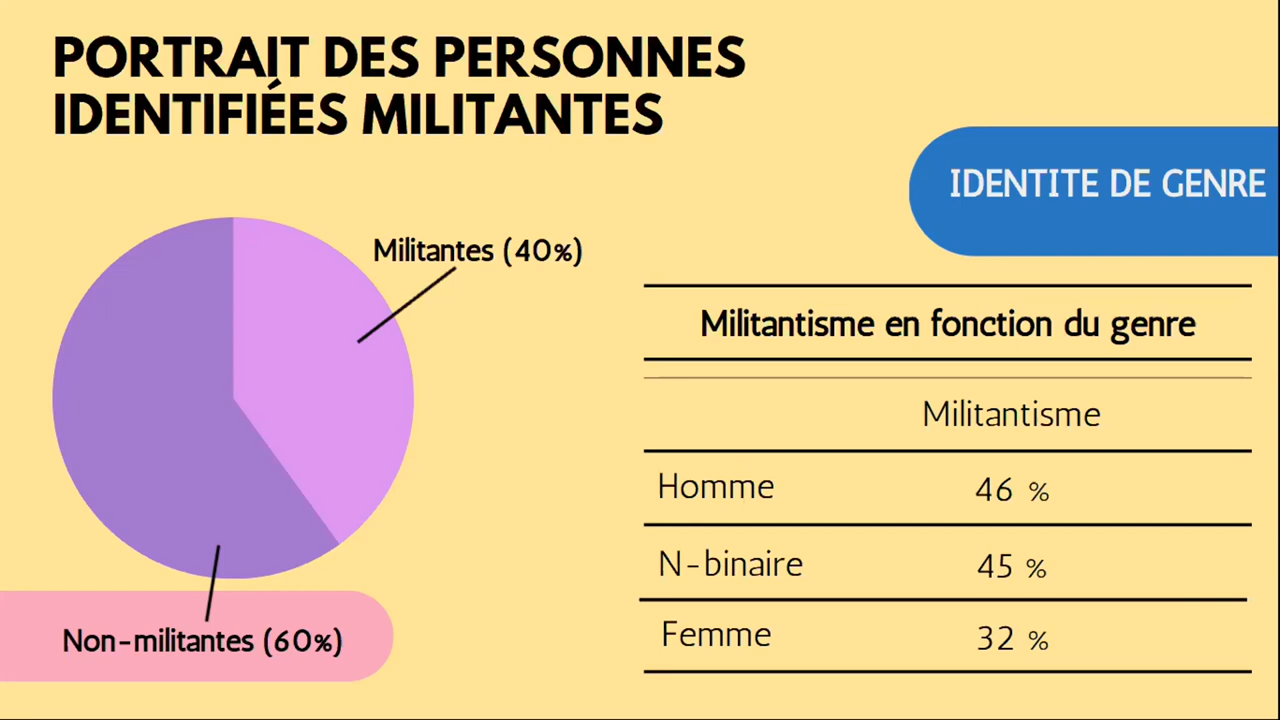 PORTRAIT DES PERSONNES
IDENTIFIÉES MILITANTES
IDENTITE DE GENRE
Militantes (40%)
Non-militantes (60%)
Militantisme en fonction du genre
Militantisme
Homme 46 %
N-binaire 45 %
Femme 32 %